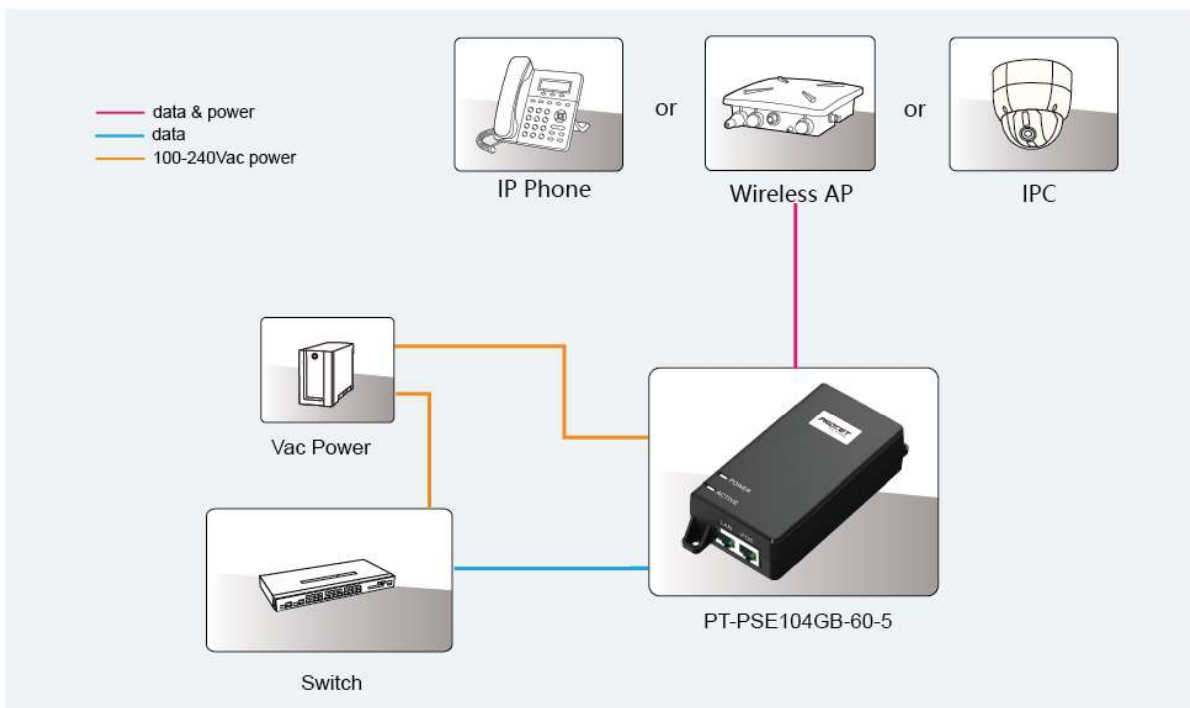 data & power
data
100-240Vac power
IP Phone
or
Wireless AP
or
IPC
Vac Power
PROCET
POWER
ACTIVE
LAN
POE
PT-PSE104GB-60-5
Switch